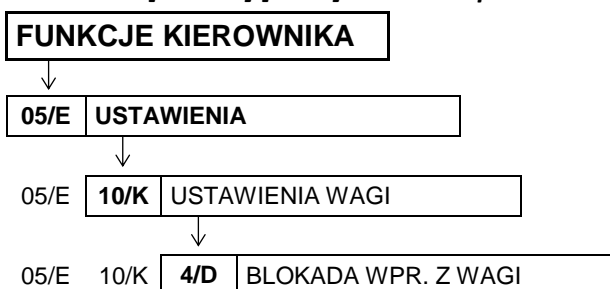 FUNKCJE KIEROWNIKA
05/E USTAWIENIA
05/E 10/K USTAWIENIA WAGI
05/E 10/K 4/D BLOKADA WPR. Z WAGI